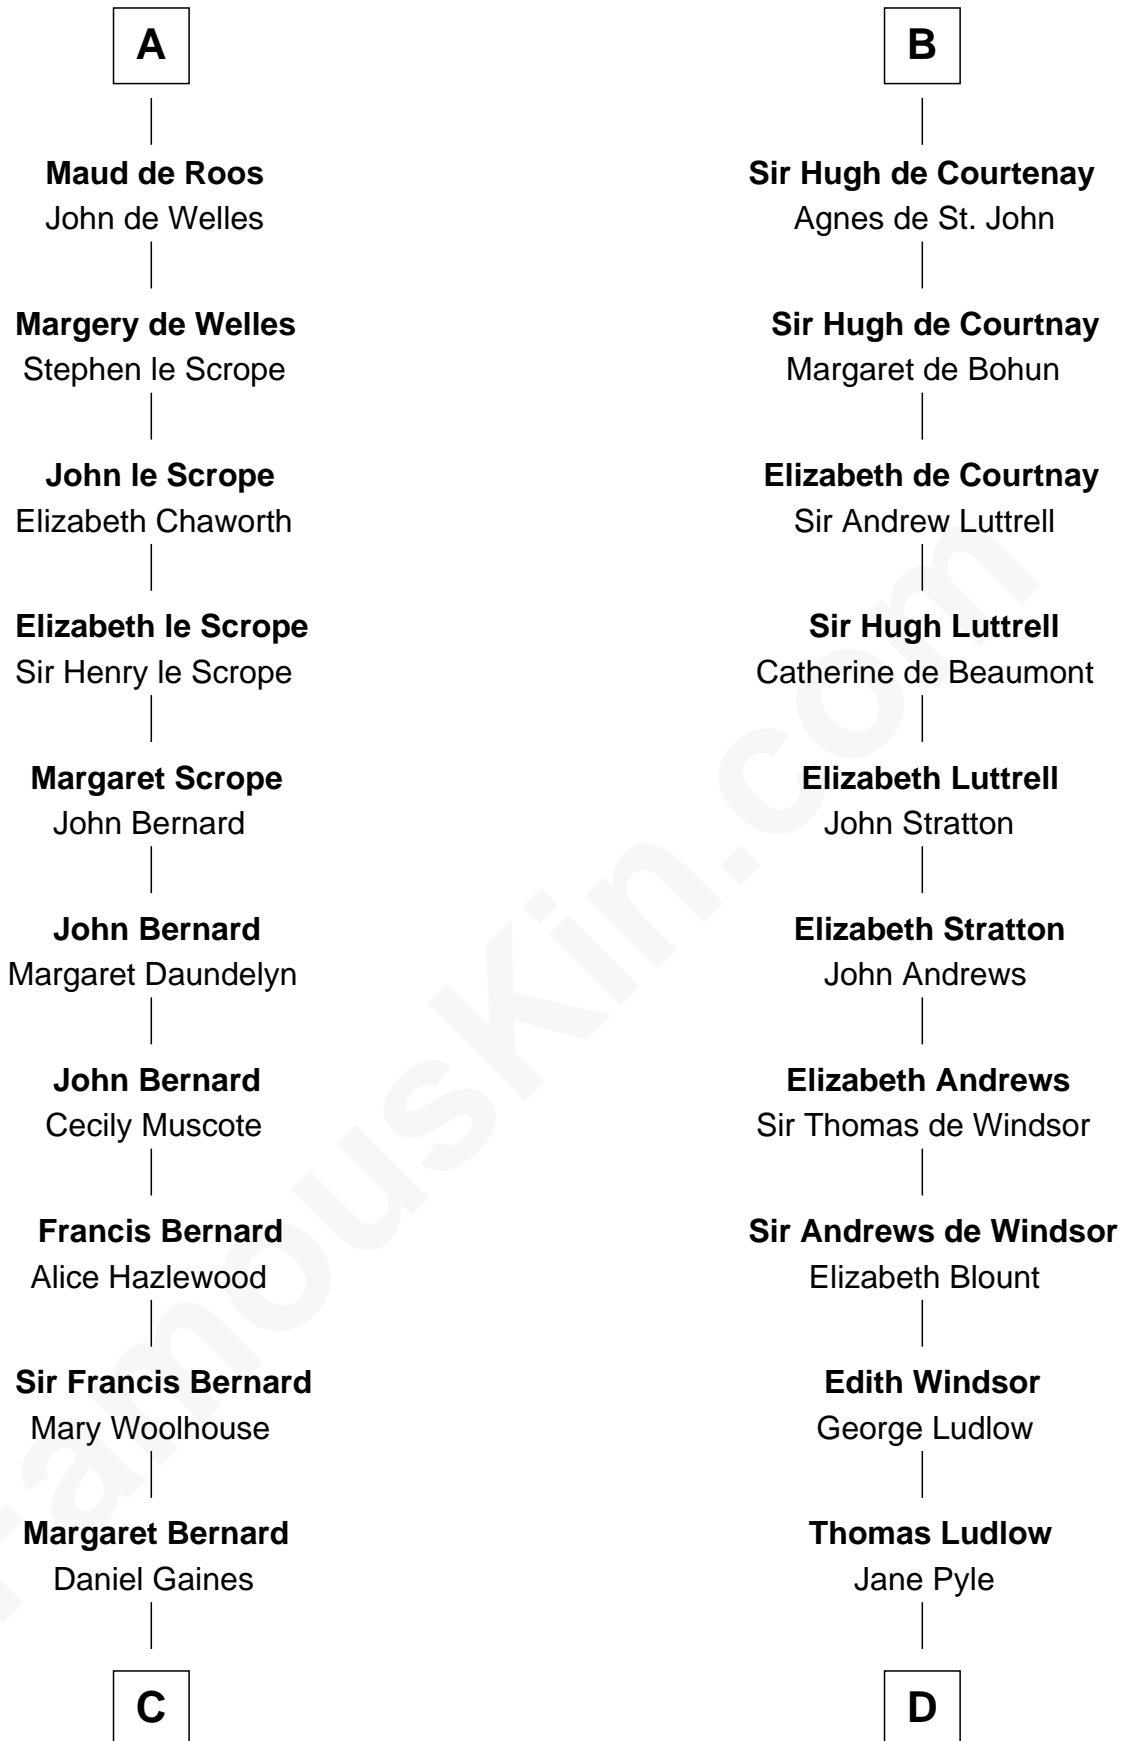 A
Maud de Roos
John de Welles
Margery de Welles
Stephen le Scrope
John le Scrope
Elizabeth Chaworth
Elizabeth le Scrope
Sir Henry le Scrope
Margaret Scrope
John Bernard
John Bernard
Margaret Daundelyn
John Bernard
Cecily Muscote
Francis Bernard
Alice Hazlewood
Sir Francis Bernard
Mary Woolhouse
Margaret Bernard
Daniel Gaines
C
B
Sir Hugh de Courtenay
Agnes de St. John
Sir Hugh de Courtnay
Margaret de Bohun
Elizabeth de Courtnay
Sir Andrew Luttrell
Sir Hugh Luttrell
Catherine de Beaumont
Elizabeth Luttrell
John Stratton
Elizabeth Stratton
John Andrews
Elizabeth Andrews
Sir Thomas de Windsor
Sir Andrews de Windsor
Elizabeth Blount
Edith Windsor
George Ludlow
Thomas Ludlow
Jane Pyle
D
FamousKin.com